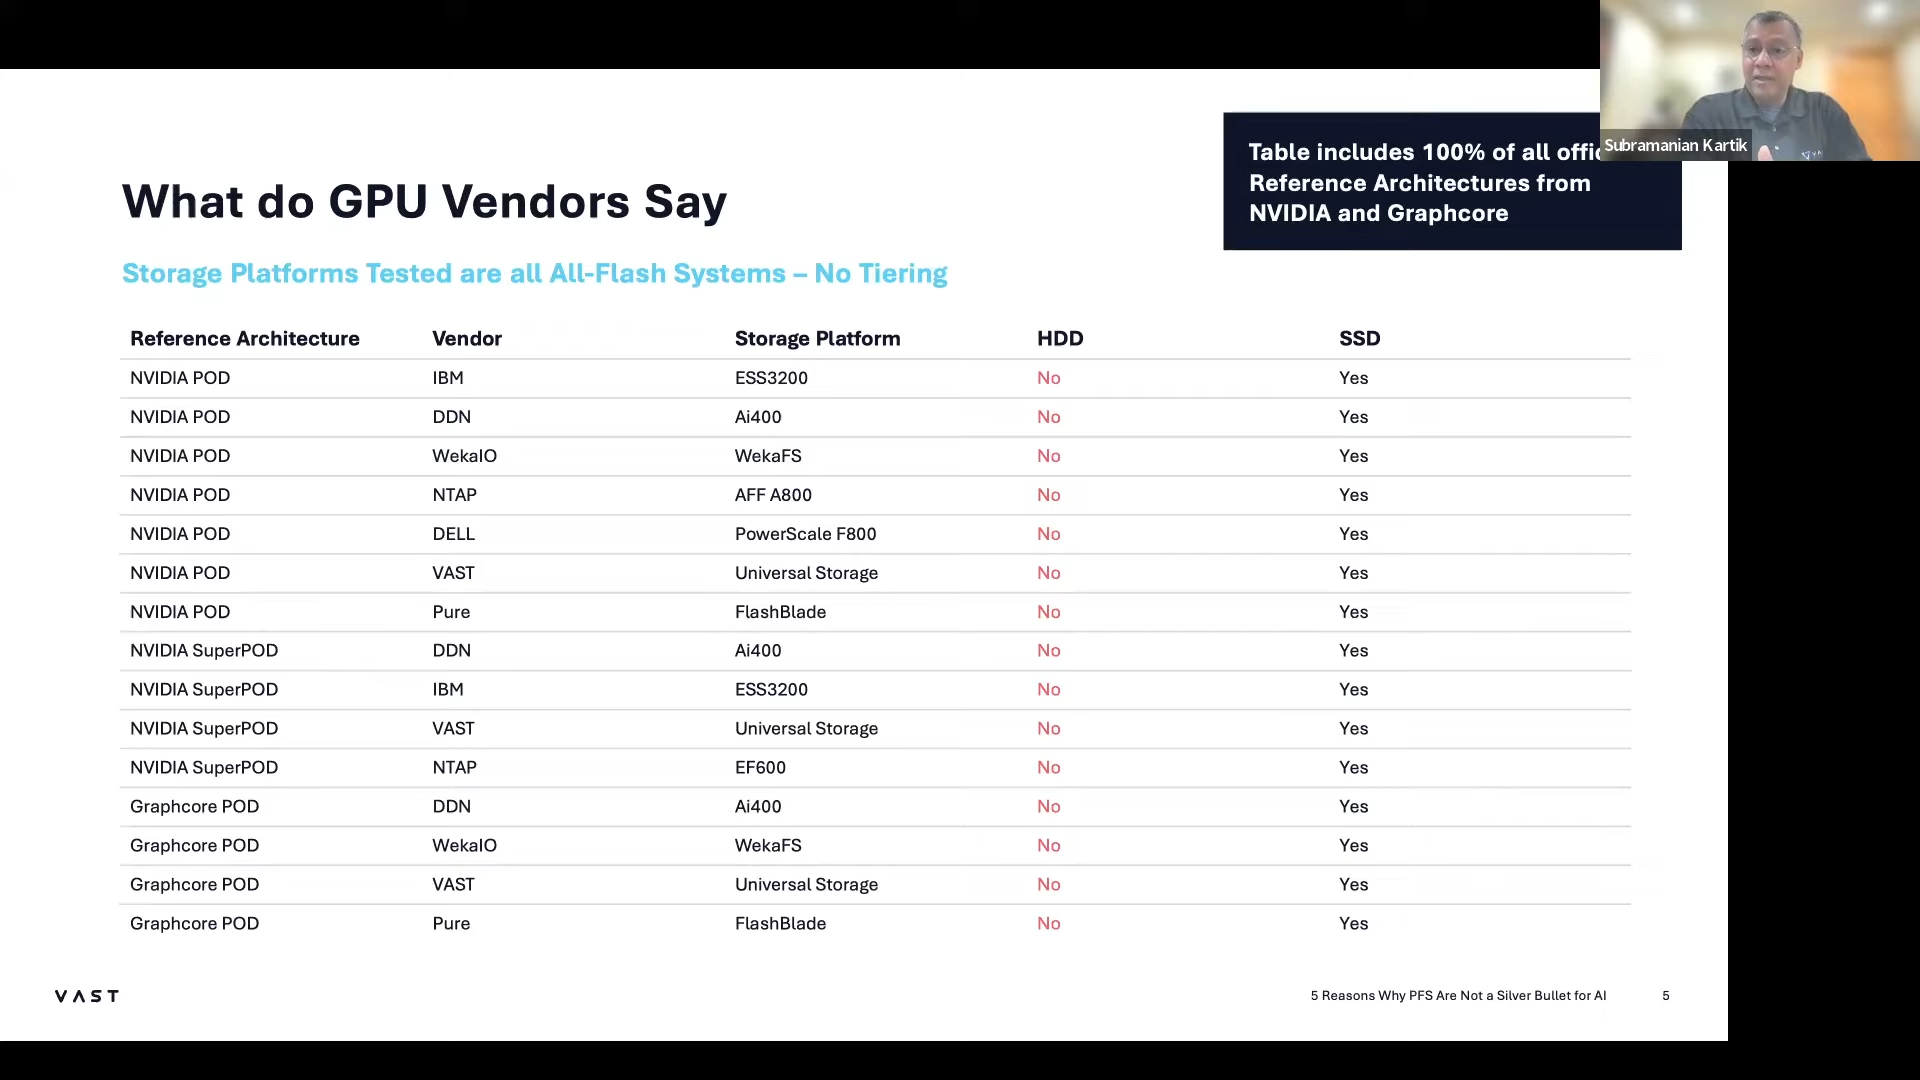 Subramanian Kartik
Table includes 100% of all
Reference Architectures from
NVIDIA and Graphcore
What do GPU Vendors Say
Storage Platforms Tested are all All-Flash Systems – No Tiering
Reference Architecture Vendor Storage Platform HDD SSD
NVIDIA POD IBM ESS3200 No Yes
NVIDIA POD DDN Ai400 No Yes
NVIDIA POD WekaIO WekaFS No Yes
NVIDIA POD NTAP AFF A800 No Yes
NVIDIA POD DELL PowerScale F800 No Yes
NVIDIA POD VAST Universal Storage No Yes
NVIDIA POD Pure FlashBlade No Yes
NVIDIA SuperPOD DDN Ai400 No Yes
NVIDIA SuperPOD IBM ESS3200 No Yes
NVIDIA SuperPOD VAST Universal Storage No Yes
NVIDIA SuperPOD NTAP EF600 No Yes
Graphcore POD DDN Ai400 No Yes
Graphcore POD WekaIO WekaFS No Yes
Graphcore POD VAST Universal Storage No Yes
Graphcore POD Pure FlashBlade No Yes
VAST 5 Reasons Why PFS Are Not a Silver Bullet for AI 5